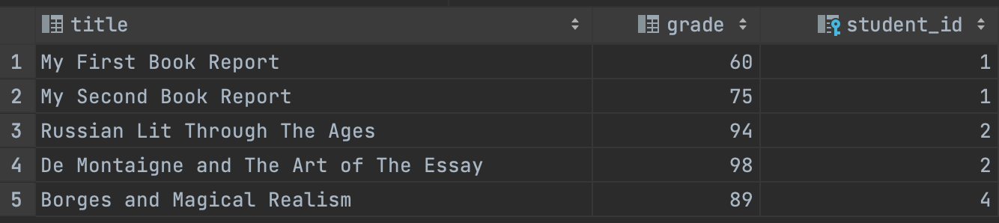 title grade student_id
1 My First Book Report 60 1
2 My Second Book Report 75 1
3 Russian Lit Through The Ages 94 2
4 De Montaigne and The Art of The Essay 98 2
5 Borges and Magical Realism 89 4